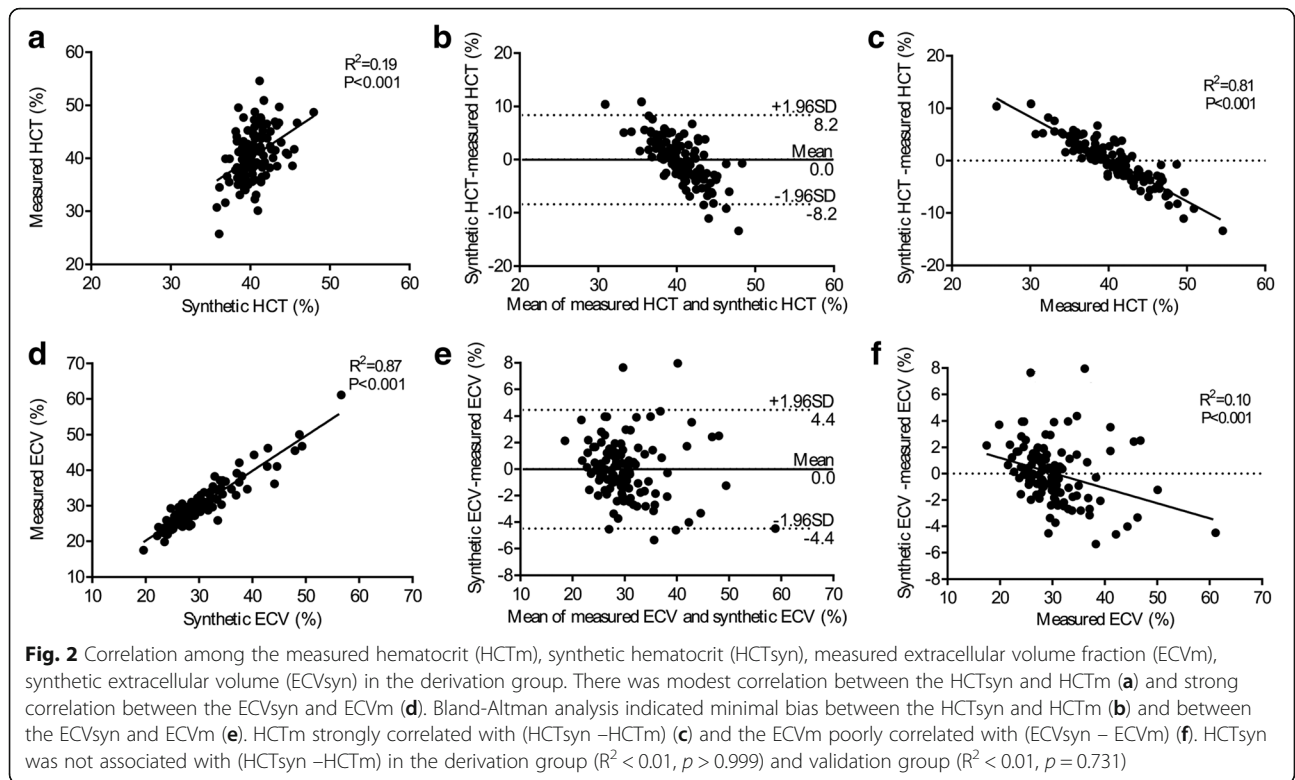 a
60
50
40
30
20
Measured HCT (%)
R²=0.19
P<0.001
20 30 40 50 60
Synthetic HCT (%)
b
20
10
0
-10
-20
Synthetic HCT-measured HCT (%)
+1.96SD
8.2
Mean
0.0
-1.96SD
-8.2
20 30 40 50 60
Mean of measured HCT and synthetic HCT (%)
c
20
10
0
-10
-20
Synthetic HCT -measured HCT (%)
R²=0.81
P<0.001
20 30 40 50 60
Measured HCT (%)
d
70
60
50
40
30
20
10
Measured ECV (%)
R²=0.87
P<0.001
10 20 30 40 50 60 70
Synthetic ECV (%)
e
8
6
4
2
0
-2
-4
-6
-8
Synthetic ECV-measured ECV (%)
+1.96SD
4.4
Mean
0.0
-1.96SD
-4.4
10 20 30 40 50 60 70
Mean of measured ECV and synthetic ECV (%)
f
8
6
4
2
0
-2
-4
-6
-8
Synthetic ECV -measured ECV (%)
R²=0.10
P<0.001
10 20 30 40 50 60 70
Measured ECV (%)
Fig. 2 Correlation among the measured hematocrit (HCTm), synthetic hematocrit (HCTsyn), measured extracellular volume fraction (ECVm),
synthetic extracellular volume (ECVsyn) in the derivation group. There was modest correlation between the HCTsyn and HCTm (a) and strong
correlation between the ECVsyn and ECVm (d). Bland-Altman analysis indicated minimal bias between the HCTsyn and HCTm (b) and between
the ECVsyn and ECVm (e). HCTm strongly correlated with (HCTsyn –HCTm) (c) and the ECVm poorly correlated with (ECVsyn – ECVm) (f). HCTsyn
was not associated with (HCTsyn –HCTm) in the derivation group (R² < 0.01, p > 0.999) and validation group (R² < 0.01, p = 0.731)